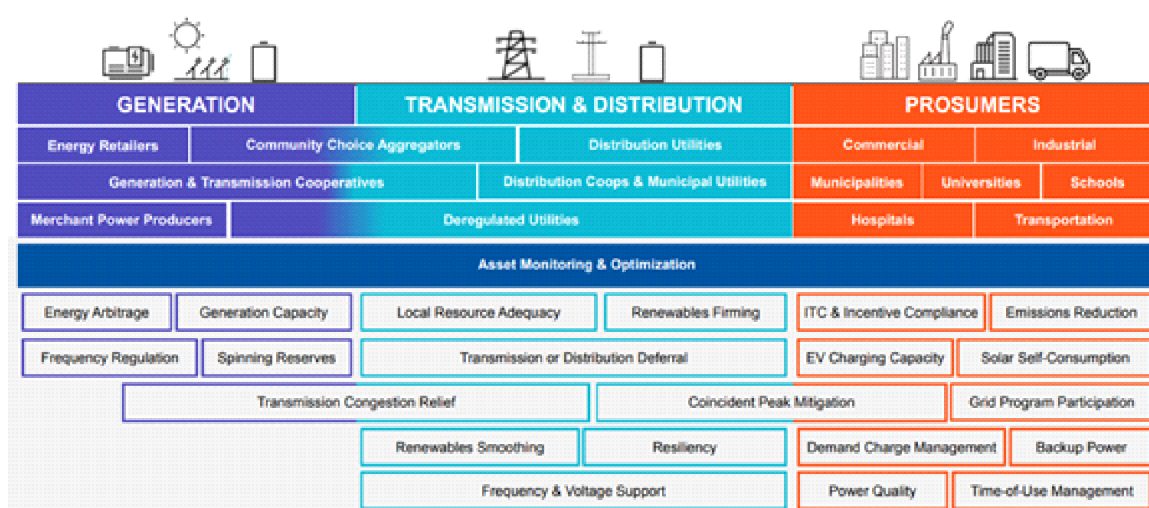 GENERATION TRANSMISSION & DISTRIBUTION PROSUMERS
Energy Retailers Community Choice Aggregators Distribution Utilities Commercial Industrial
Generation & Transmission Cooperatives Distribution Coops & Municipal Utilities Municipalities Universities Schools
Merchant Power Producers Deregulated Utilities Hospitals Transportation
Asset Monitoring & Optimization
Energy Arbitrage Generation Capacity Local Resource Adequacy Renewables Firming ITC & Incentive Compliance Emissions Reduction
Frequency Regulation Spinning Reserves Transmission or Distribution Deferral EV Charging Capacity Solar Self-Consumption
Transmission Congestion Relief Coincident Peak Mitigation Grid Program Participation
Renewables Smoothing Resiliency Demand Charge Management Backup Power
Frequency & Voltage Support Power Quality Time-of-Use Management